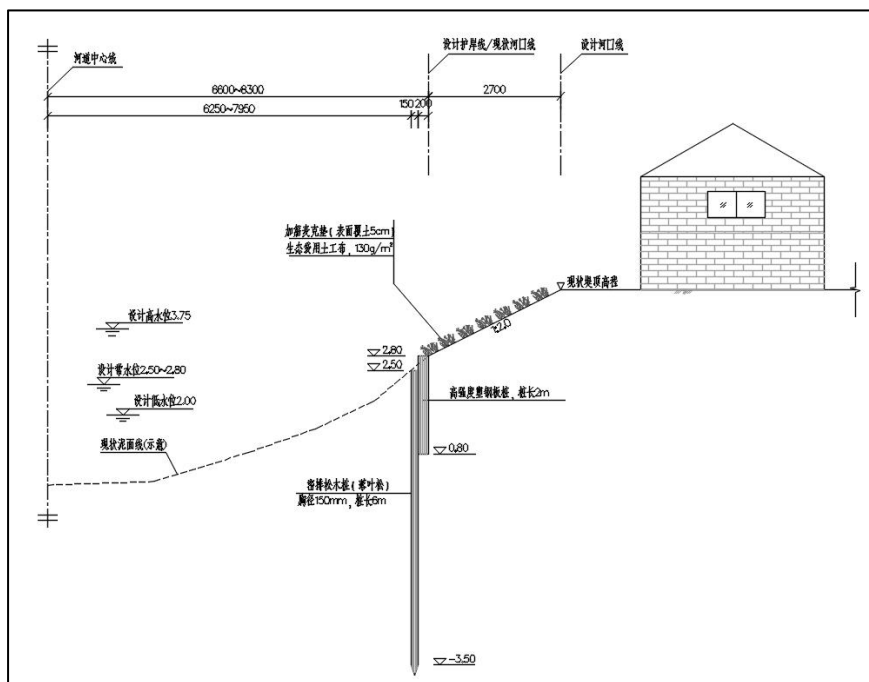 河道中心线
设计护岸线/现状河口线
设计河口线
6600~8300
150
200
2700
6250~7950
加筋麦克垫(表面覆土5cm)
生态袋用土工布, 130g/m²
现状堤顶高程
设计高水位3.75
≥2.0
2.80
2.50
设计常水位2.50~2.80
高强度塑钢板桩, 桩长2m
设计低水位2.00
现状泥面线(示意)
0.80
密排松木桩(落叶松)
胸径150mm, 桩长6m
-3.50